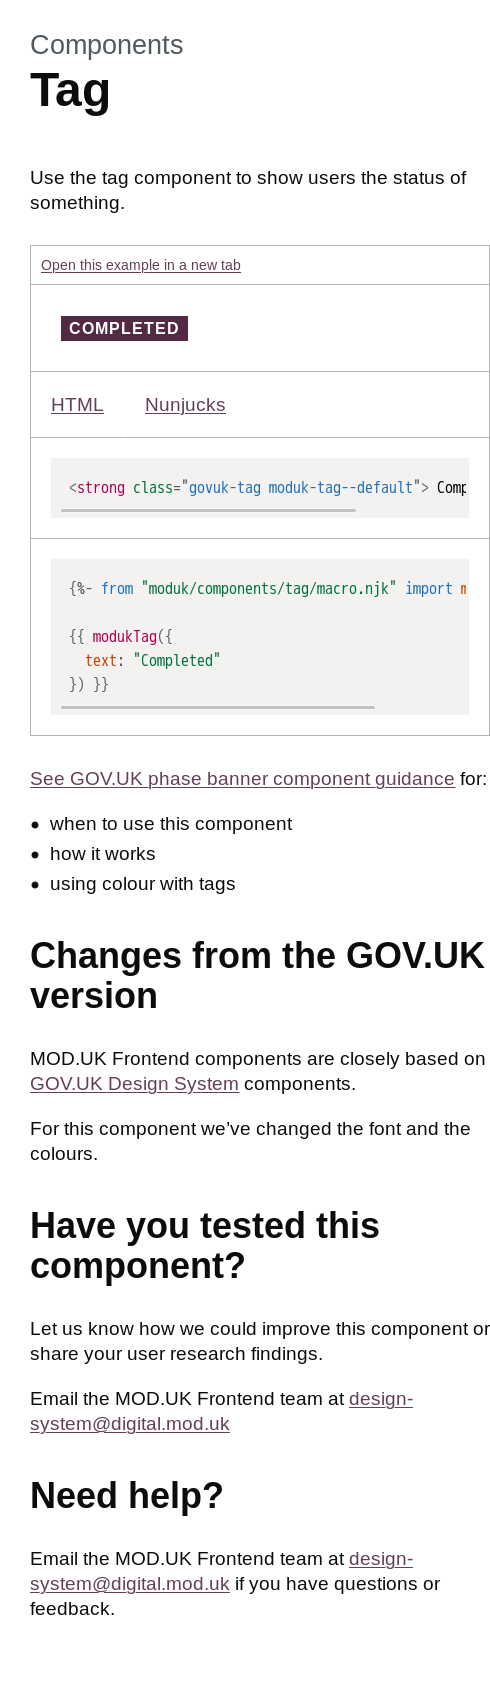 Components
Tag
Use the tag component to show users the status of
something.
Open this example in a new tab
COMPLETED
HTML Nunjucks
<strong class="govuk-tag moduk-tag--default"> Comp
{%- from "moduk/components/tag/macro.njk" import m
{{ modukTag({
  text: "Completed"
}) }}
See GOV.UK phase banner component guidance for:
• when to use this component
• how it works
• using colour with tags
Changes from the GOV.UK
version
MOD.UK Frontend components are closely based on
GOV.UK Design System components.
For this component we’ve changed the font and the
colours.
Have you tested this
component?
Let us know how we could improve this component or
share your user research findings.
Email the MOD.UK Frontend team at design-
system@digital.mod.uk
Need help?
Email the MOD.UK Frontend team at design-
system@digital.mod.uk if you have questions or
feedback.